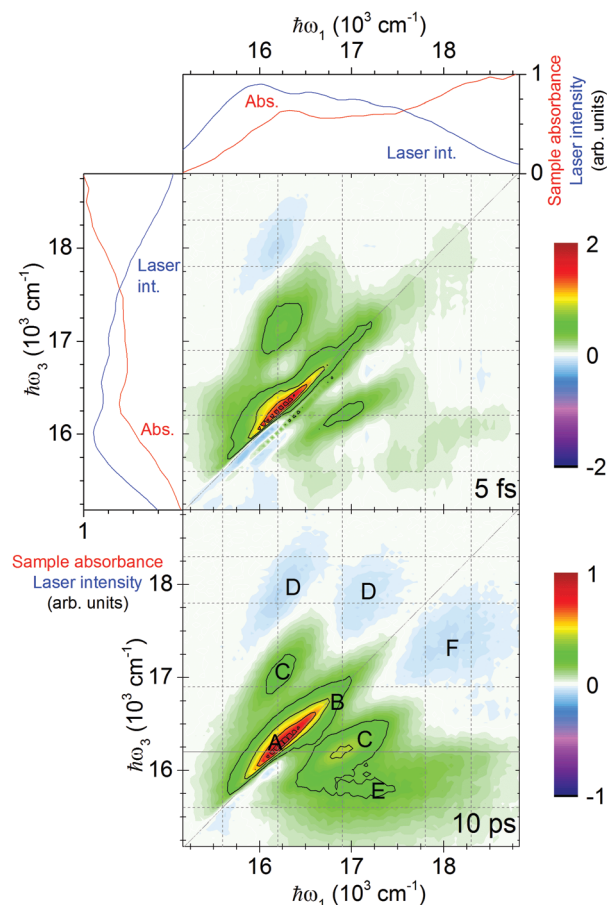 ℏω₁ (10³ cm⁻¹)
16 17 18
Abs.
Laser int.
1
0
Sample absorbance
Laser intensity
(arb. units)
ℏω₃ (10³ cm⁻¹)
18
17
16
Laser
int.
Abs.
1
5 fs
2
0
-2
Sample absorbance
Laser intensity
(arb. units)
ℏω₃ (10³ cm⁻¹)
18
17
16
D
D
F
C
B
A
C
E
10 ps
1
0
-1
16 17 18
ℏω₁ (10³ cm⁻¹)